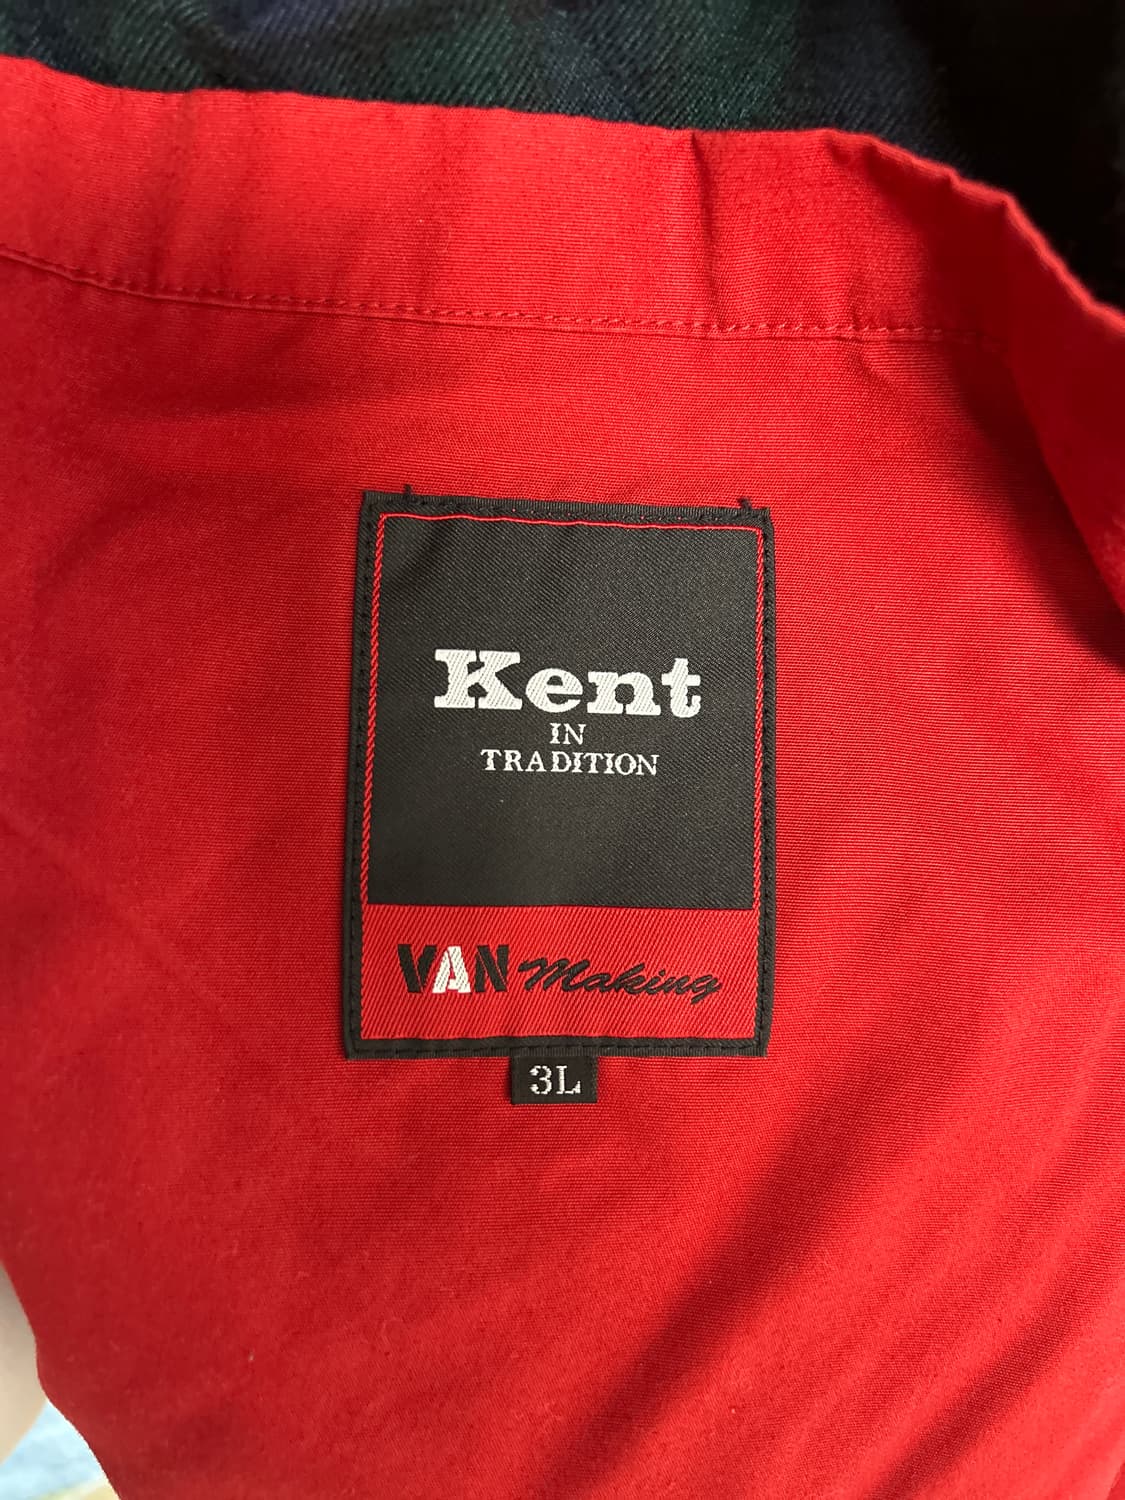 Kent
IN
TRADITION
VAN Making
3L